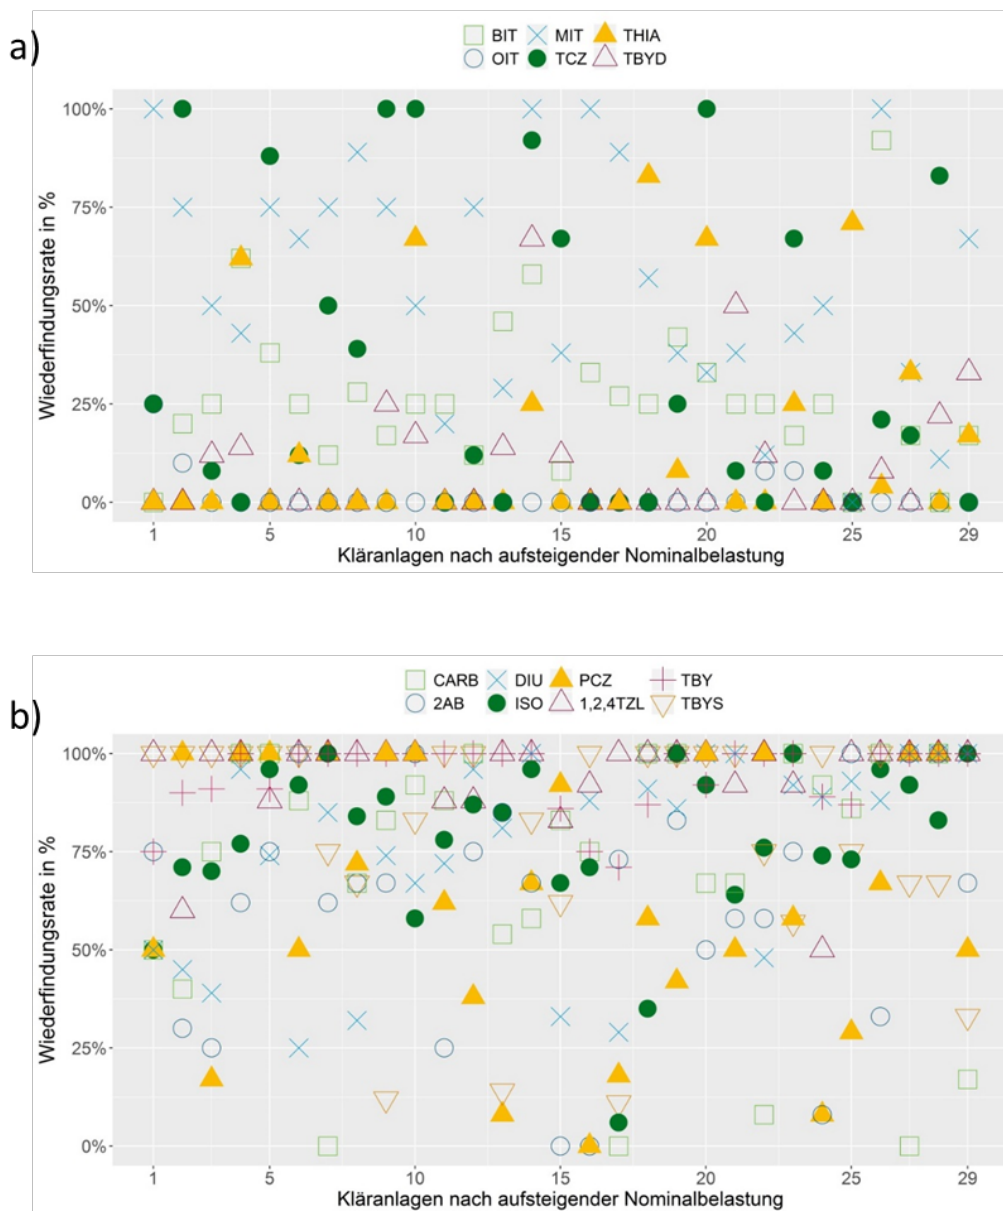 a)
BIT MIT THIA
OIT TCZ TBYD
100%
75%
50%
25%
0%
Wiederfindungsrate in %
1 5 10 15 20 25 29
Kläranlagen nach aufsteigender Nominalbelastung
b)
CARB DIU PCZ TBY
2AB ISO 1,2,4TZL TBYS
100%
75%
50%
25%
0%
Wiederfindungsrate in %
1 5 10 15 20 25 29
Kläranlagen nach aufsteigender Nominalbelastung